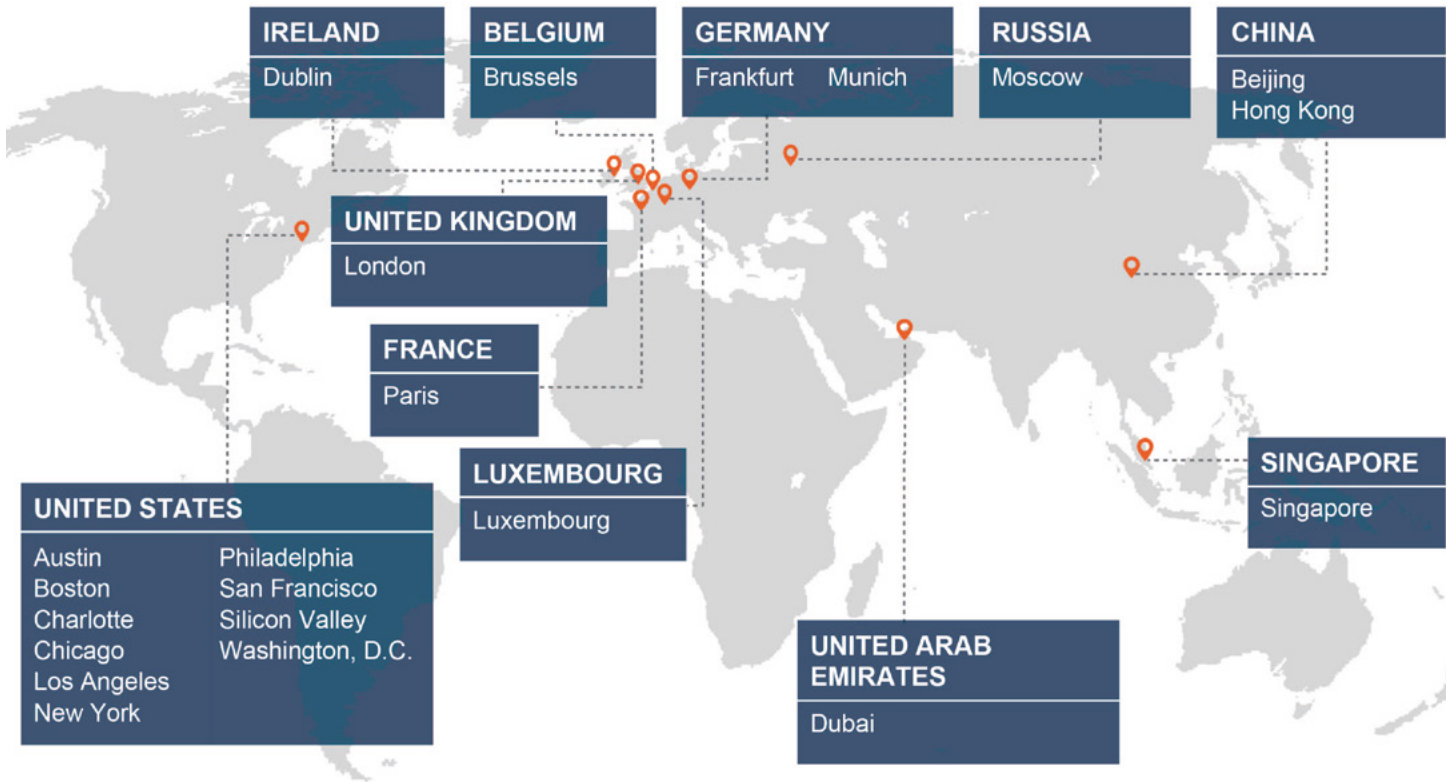 IRELAND
Dublin
BELGIUM
Brussels
GERMANY
Frankfurt Munich
RUSSIA
Moscow
CHINA
Beijing
Hong Kong
UNITED KINGDOM
London
FRANCE
Paris
LUXEMBOURG
Luxembourg
SINGAPORE
Singapore
UNITED STATES
Austin
Boston
Charlotte
Chicago
Los Angeles
New York
Philadelphia
San Francisco
Silicon Valley
Washington, D.C.
UNITED ARAB
EMIRATES
Dubai